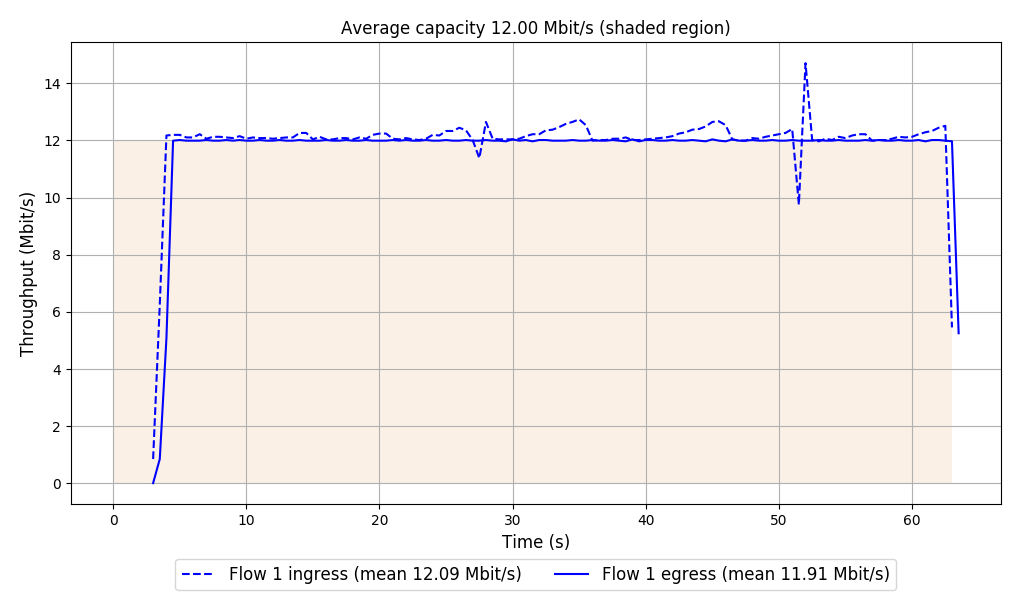 Average capacity 12.00 Mbit/s (shaded region)
14
12
10
8
6
4
2
0
Throughput (Mbit/s)
0 10 20 30 40 50 60
Time (s)
Flow 1 ingress (mean 12.09 Mbit/s) Flow 1 egress (mean 11.91 Mbit/s)